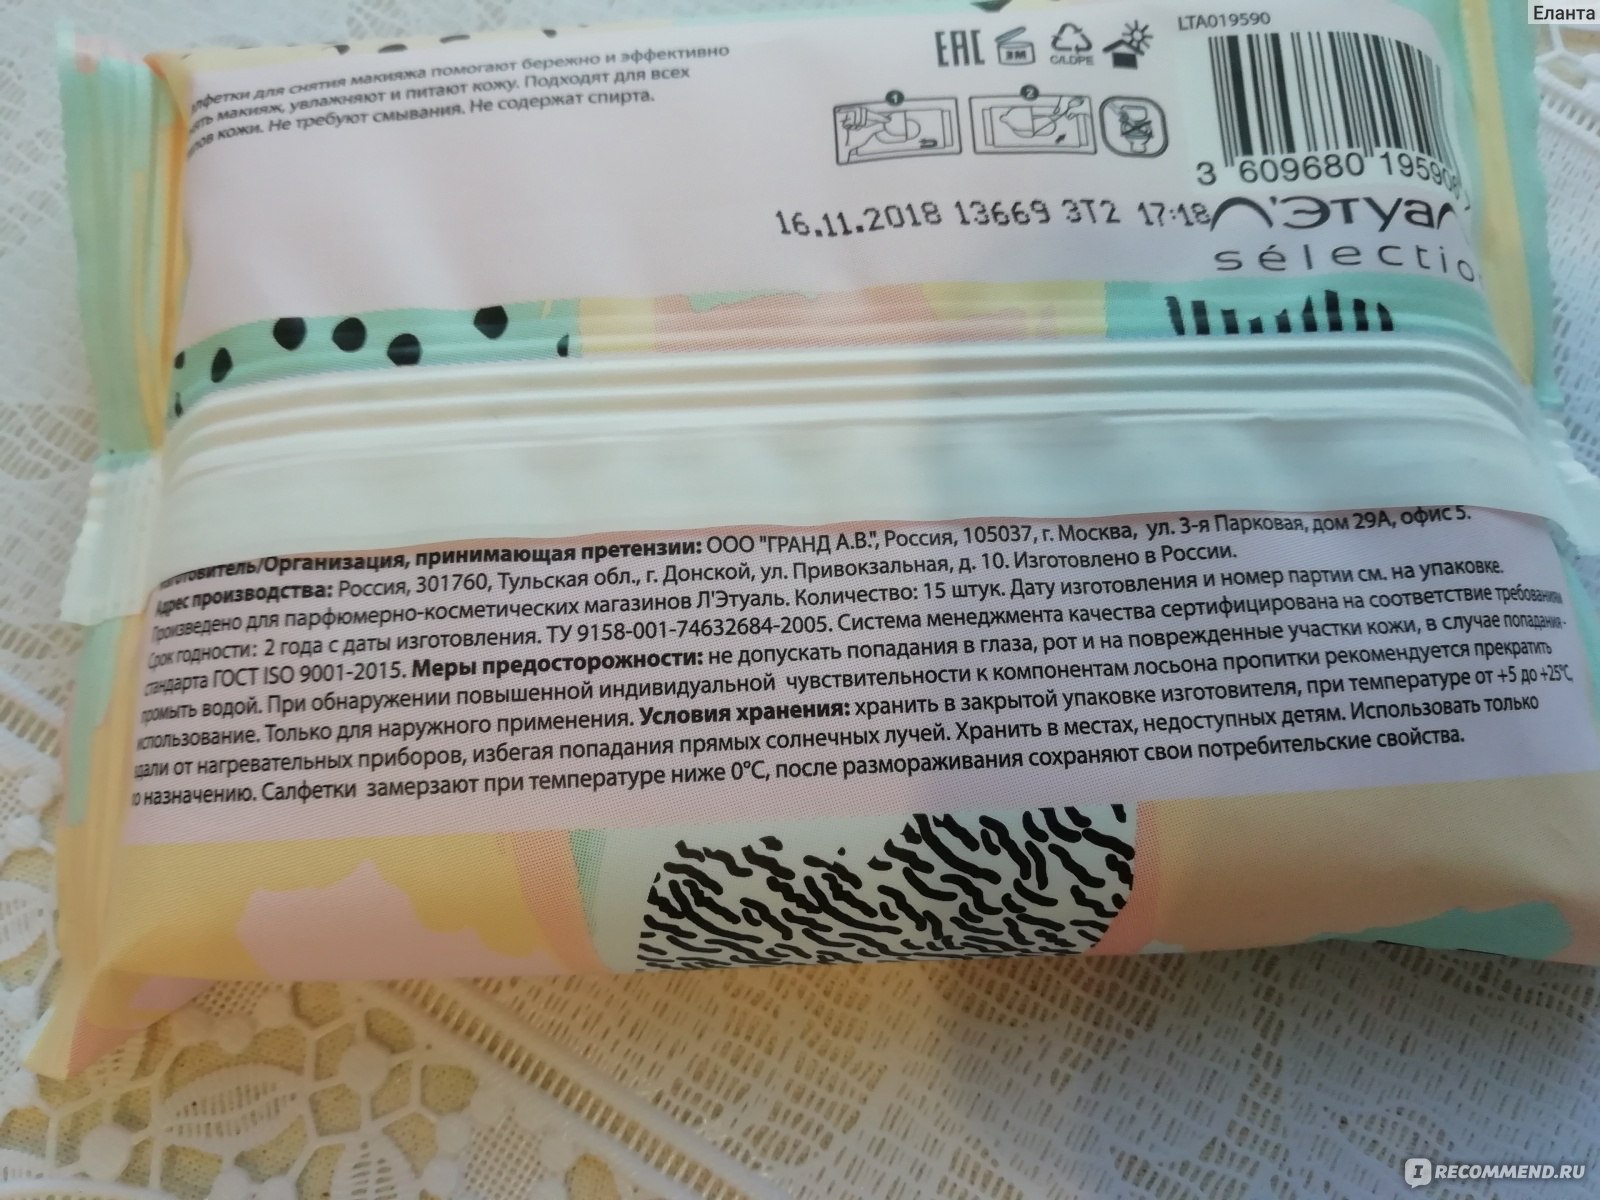 Еланта
LTA019590
EAC
3М
C/LDPE
1
2
3 609680 19590
салфетки для снятия макияжа помогают бережно и эффективно
макияж, увлажняют и питают кожу. Подходят для всех
кожи. Не требуют смывания. Не содержат спирта.
16.11.2018 13669 3Т2 17:18
Л'Этуаль
sélectio
Изготовитель/Организация, принимающая претензии: ООО "ГРАНД А.В.", Россия, 105037, г. Москва, ул. 3-я Парковая, дом 29А, офис 5.
Адрес производства: Россия, 301760, Тульская обл., г. Донской, ул. Привокзальная, д. 10. Изготовлено в России.
Произведено для парфюмерно-косметических магазинов Л'Этуаль. Количество: 15 штук. Дату изготовления и номер партии см. на упаковке.
Срок годности: 2 года с даты изготовления. ТУ 9158-001-74632684-2005. Система менеджмента качества сертифицирована на соответствие требованиям
стандарта ГОСТ ISO 9001-2015. Меры предосторожности: не допускать попадания в глаза, рот и на поврежденные участки кожи, в случае попадания -
промыть водой. При обнаружении повышенной индивидуальной чувствительности к компонентам лосьона пропитки рекомендуется прекратить
использование. Только для наружного применения. Условия хранения: хранить в закрытой упаковке изготовителя, при температуре от +5 до +25°С,
вдали от нагревательных приборов, избегая попадания прямых солнечных лучей. Хранить в местах, недоступных детям. Использовать только
по назначению. Салфетки замерзают при температуре ниже 0°С, после размораживания сохраняют свои потребительские свойства.
IRECOMMEND.RU